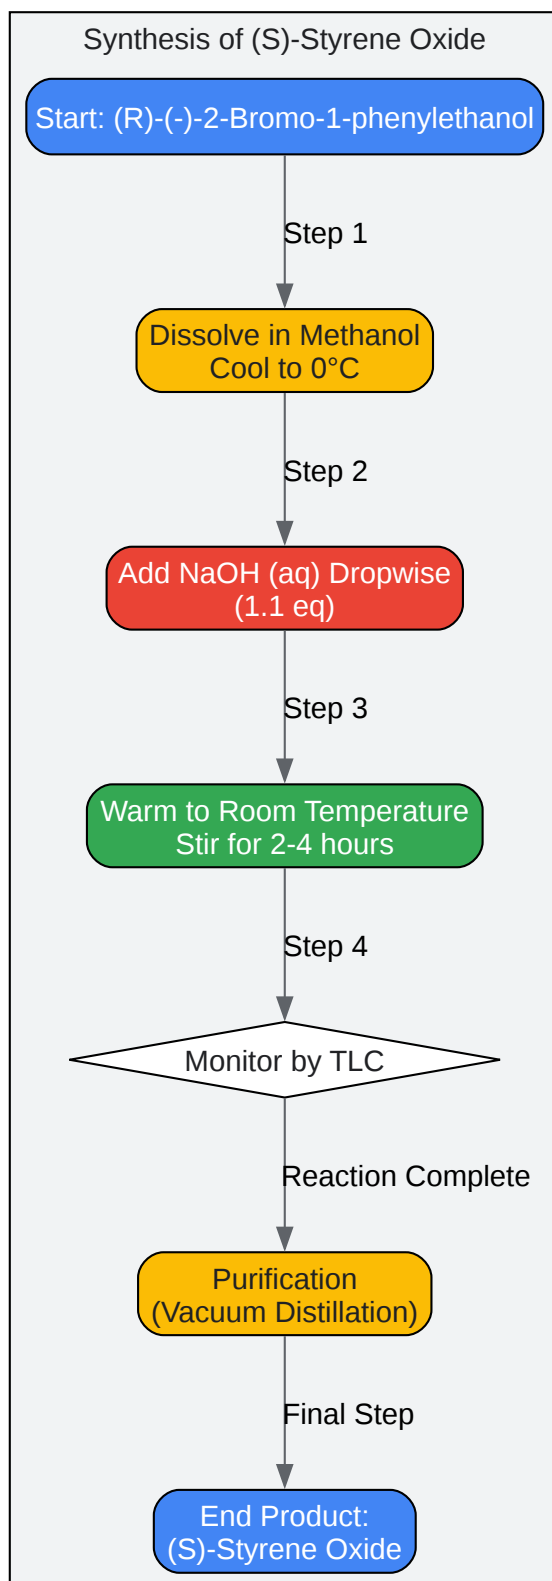 Synthesis of (S)-Styrene Oxide
Start: (R)-(-)-2-Bromo-1-phenylethanol
Step 1
Dissolve in Methanol
Cool to 0°C
Step 2
Add NaOH (aq) Dropwise
(1.1 eq)
Step 3
Warm to Room Temperature
Stir for 2-4 hours
Step 4
Monitor by TLC
Reaction Complete
Purification
(Vacuum Distillation)
Final Step
End Product:
(S)-Styrene Oxide